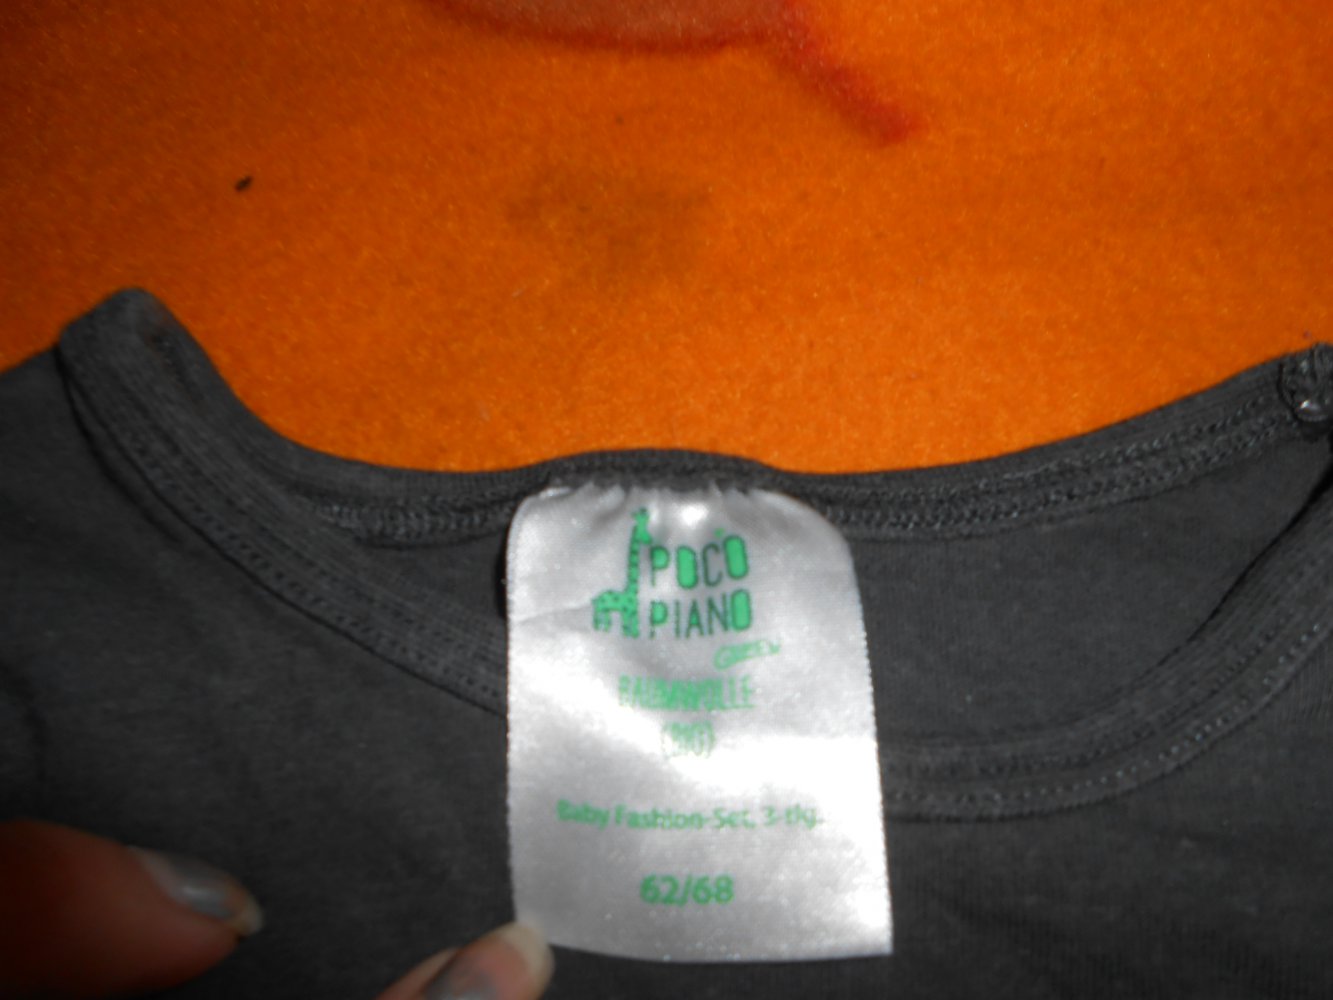 POCO
PIANO
GREEN
BAUMWOLLE
(BIO)
Baby Fashion-Set, 3-tlg.
62/68